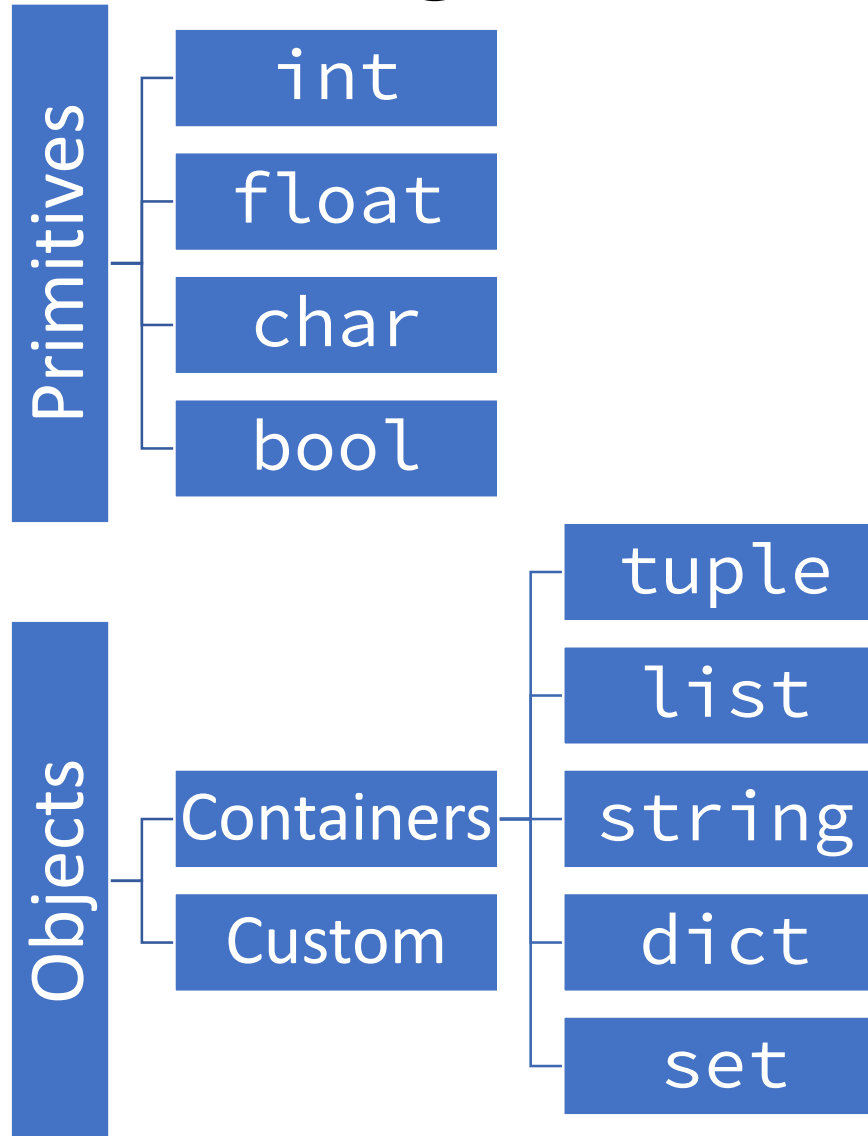 Primitives
int
float
char
bool
Objects
Containers
Custom
tuple
list
string
dict
set